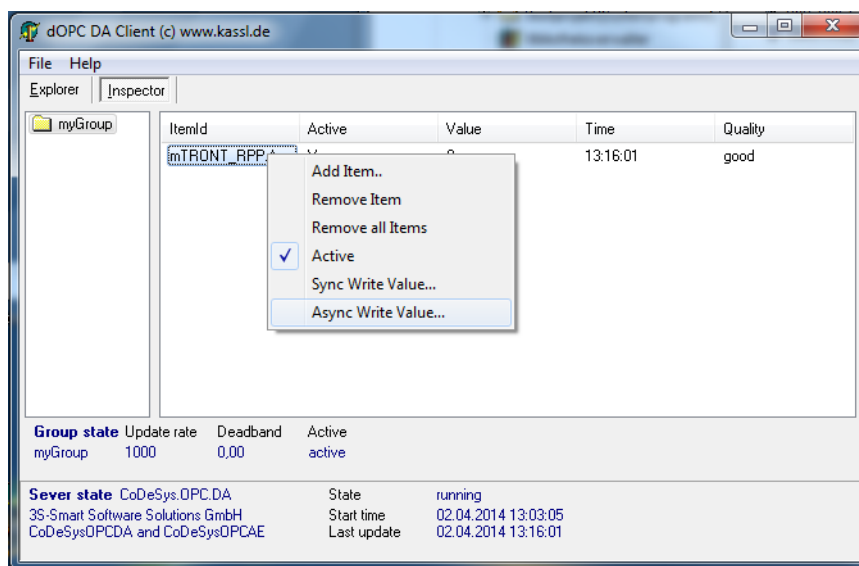 dOPC DA Client (c) www.kassl.de
File Help
Explorer Inspector
myGroup
ItemId Active Value Time Quality
mTRONT_RPP 13:16:01 good
Add Item..
Remove Item
Remove all Items
Active
Sync Write Value...
Async Write Value...
Group state Update rate Deadband Active
myGroup 1000 0,00 active
Sever state CoDeSys.OPC.DA State running
3S-Smart Software Solutions GmbH Start time 02.04.2014 13:03:05
CoDeSysOPCDA and CoDeSysOPCAE Last update 02.04.2014 13:16:01